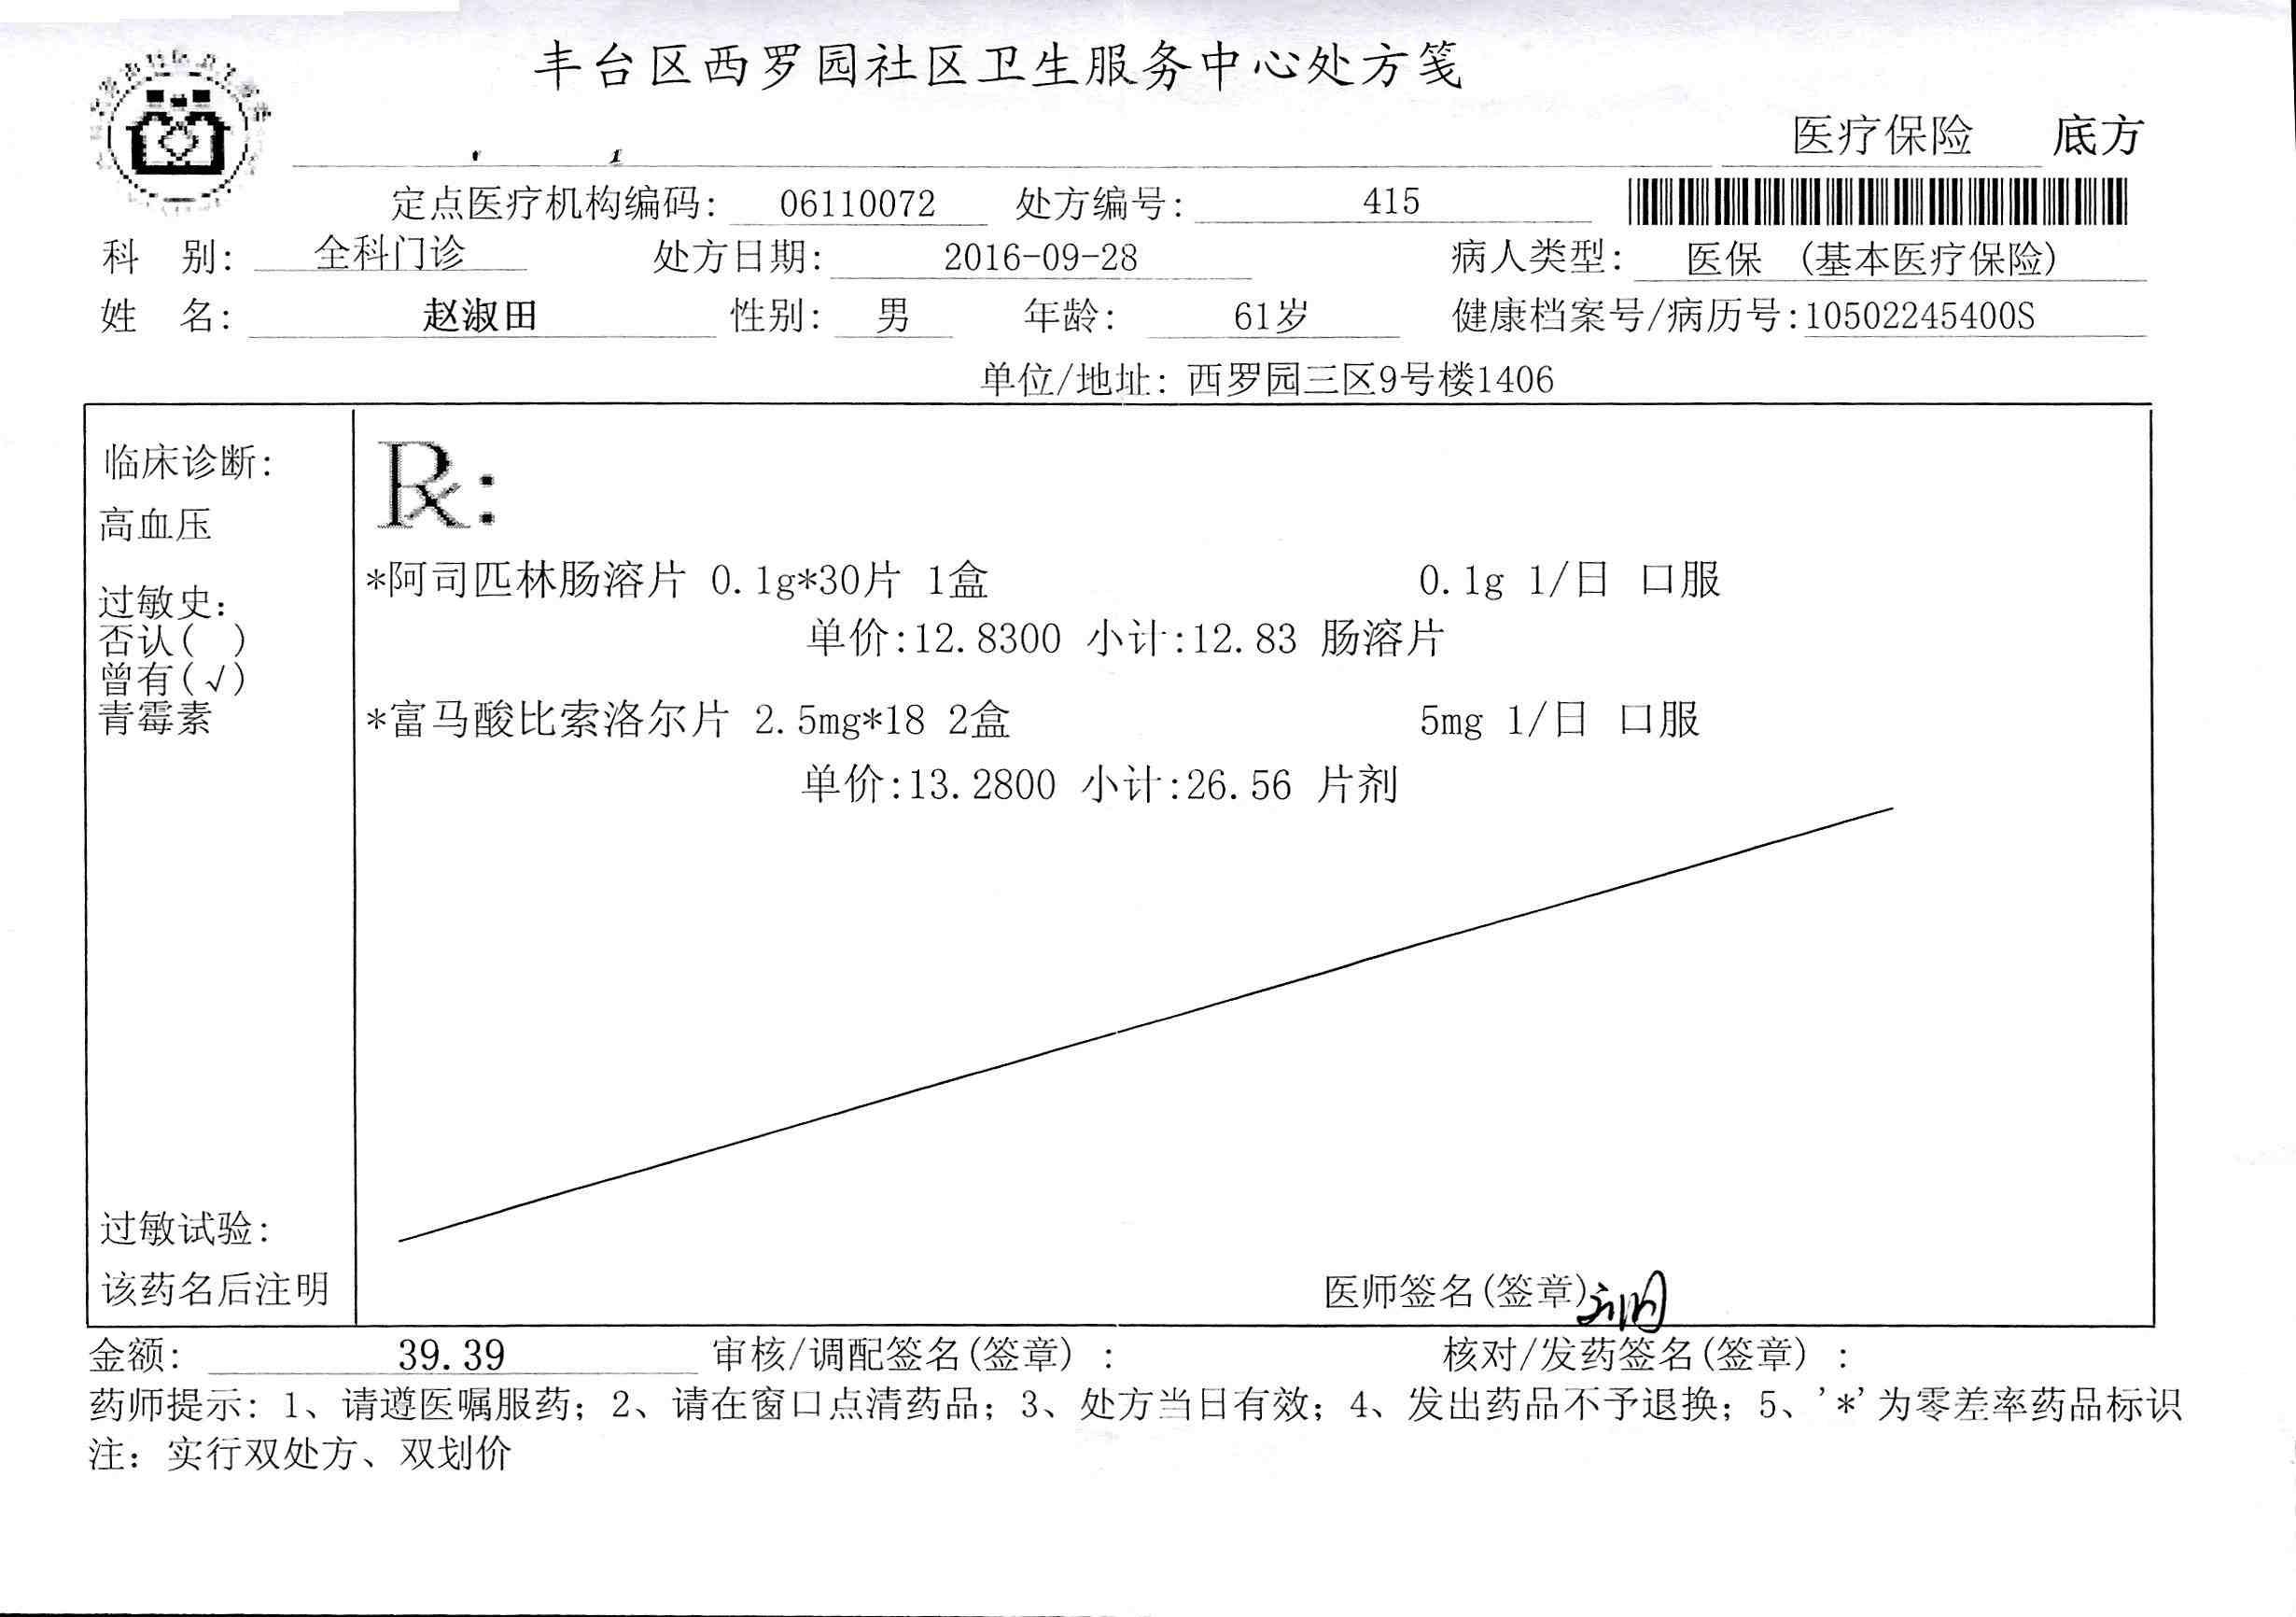 丰台区西罗园社区卫生服务中心处方笺
医疗保险 底方
定点医疗机构编码: 06110072 处方编号: 415
科 别: 全科门诊 处方日期: 2016-09-28 病人类型: 医保 (基本医疗保险)
姓 名: 赵淑田 性别: 男 年龄: 61岁 健康档案号/病历号:10502245400S
单位/地址: 西罗园三区9号楼1406
临床诊断:
高血压
过敏史:
否认( )
曾有(√)
青霉素
过敏试验:
该药名后注明
Rx:
*阿司匹林肠溶片 0.1g*30片 1盒 0.1g 1/日 口服
单价:12.8300 小计:12.83 肠溶片
*富马酸比索洛尔片 2.5mg*18 2盒 5mg 1/日 口服
单价:13.2800 小计:26.56 片剂
医师签名(签章)
金额: 39.39 审核/调配签名(签章) : 核对/发药签名(签章) :
药师提示: 1、请遵医嘱服药; 2、请在窗口点清药品; 3、处方当日有效; 4、发出药品不予退换; 5、'*'为零差率药品标识
注: 实行双处方、双划价